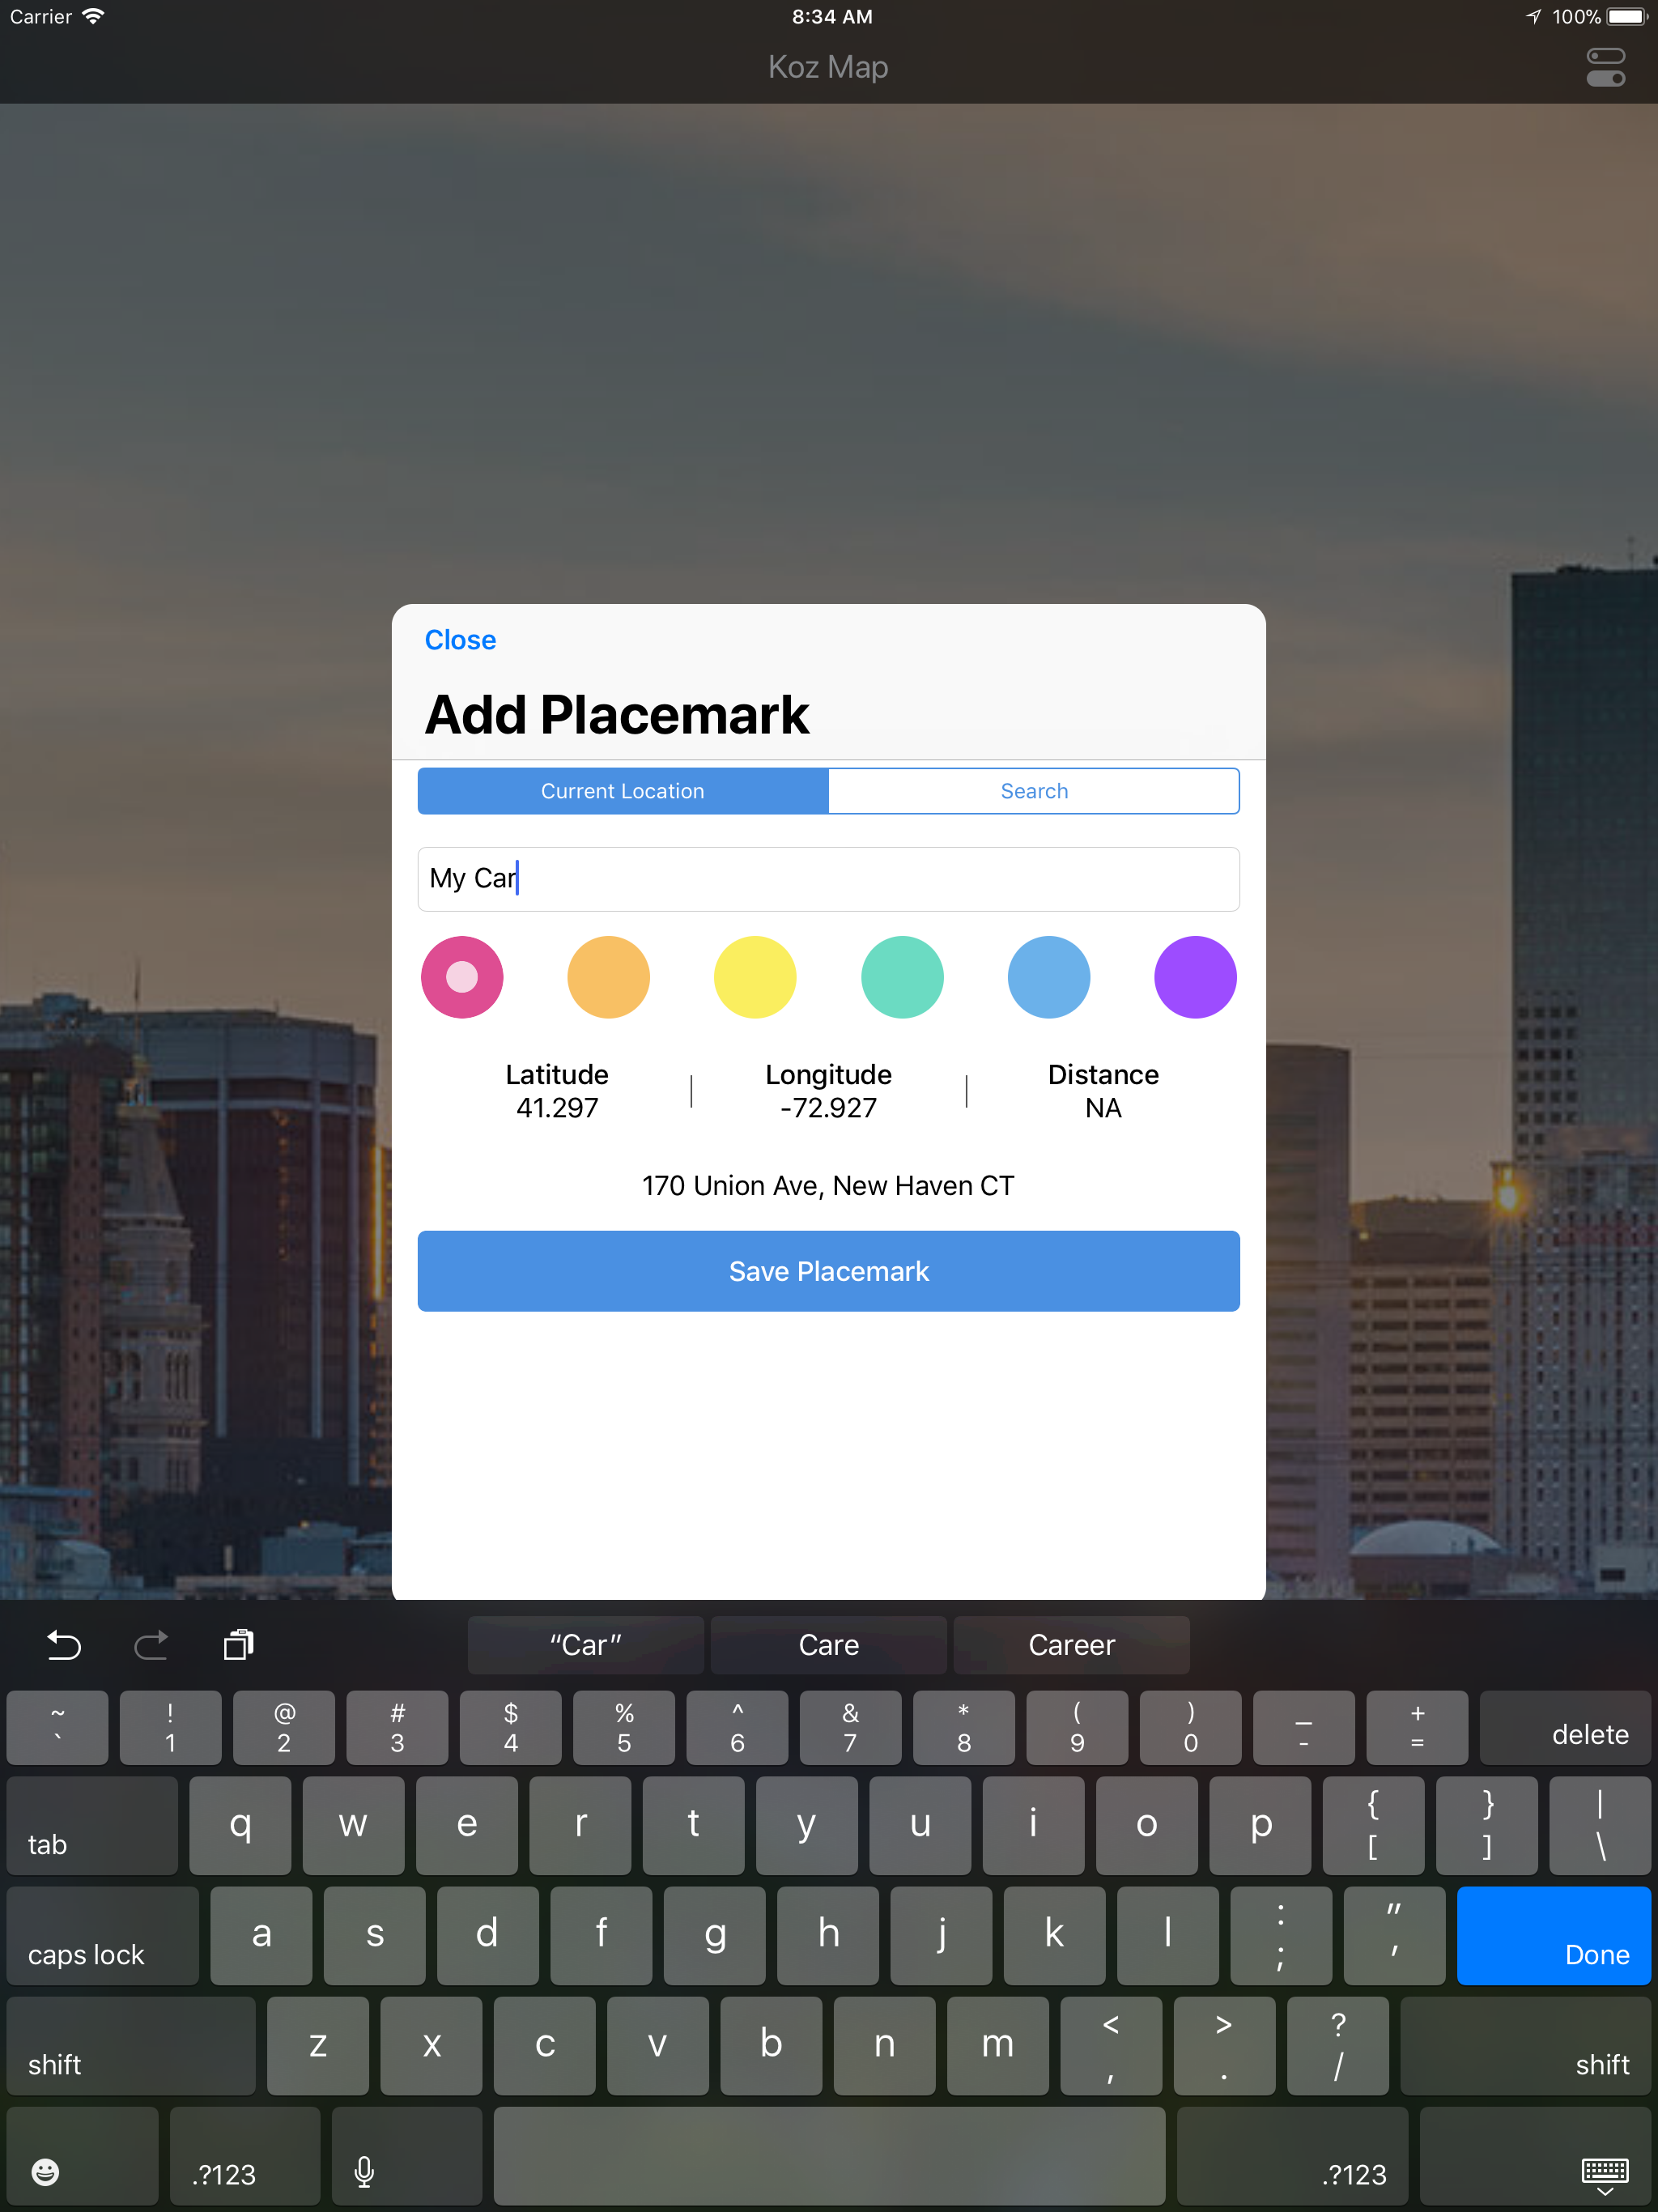 Carrier 8:34 AM 100%
Koz Map
Close
Add Placemark
Current Location Search
My Car
Latitude Longitude Distance
41.297 -72.927 NA
170 Union Ave, New Haven CT
Save Placemark
“Car” Care Career
~ ! @ # $ % ^ & * ( ) _ +
` 1 2 3 4 5 6 7 8 9 0 - = delete
tab q w e r t y u i o p { [ } ] | \
caps lock a s d f g h j k l : ; " ' Done
shift z x c v b n m < , > . ? / shift
.?123 .?123